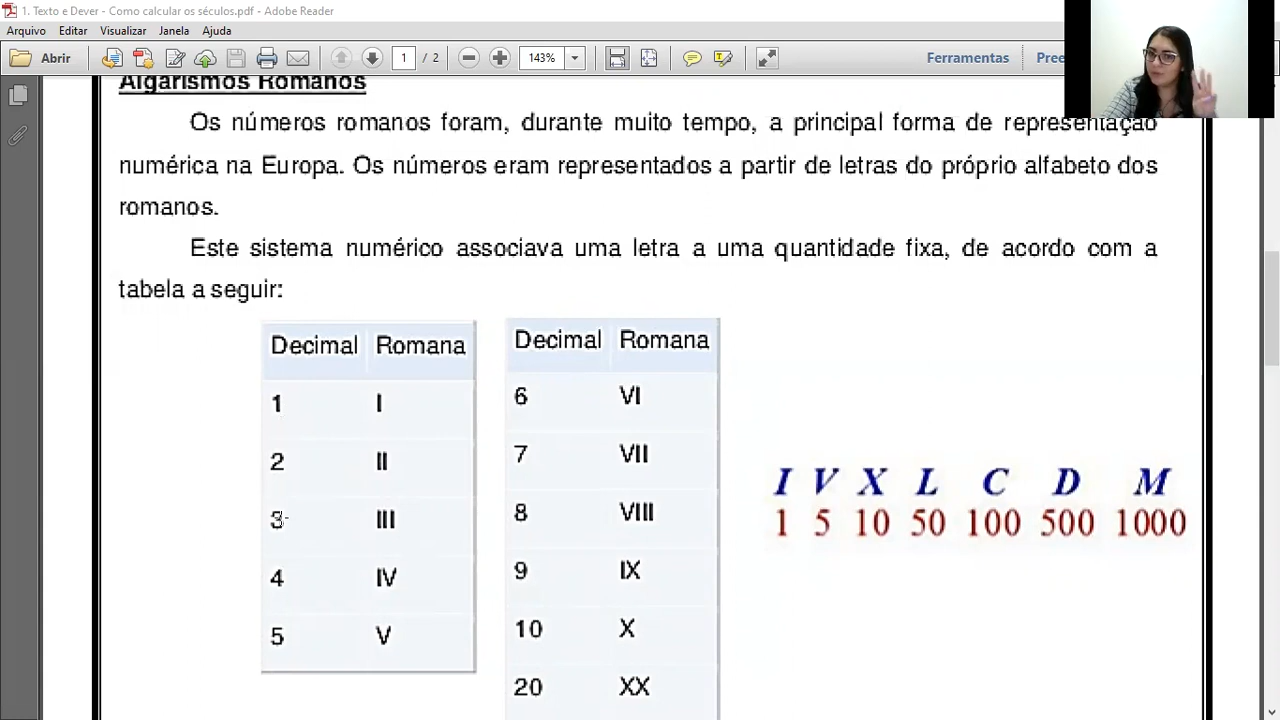 1. Texto e Dever - Como calcular os séculos.pdf - Adobe Reader
Arquivo Editar Visualizar Janela Ajuda
Abrir 1 / 2 143% Ferramentas Pree
Algarismos Romanos
Os números romanos foram, durante muito tempo, a principal forma de representação
numérica na Europa. Os números eram representados a partir de letras do próprio alfabeto dos
romanos.
Este sistema numérico associava uma letra a uma quantidade fixa, de acordo com a
tabela a seguir:
Decimal Romana
1 I
2 II
3 III
4 IV
5 V
Decimal Romana
6 VI
7 VII
8 VIII
9 IX
10 X
20 XX
I V X L C D M
1 5 10 50 100 500 1000